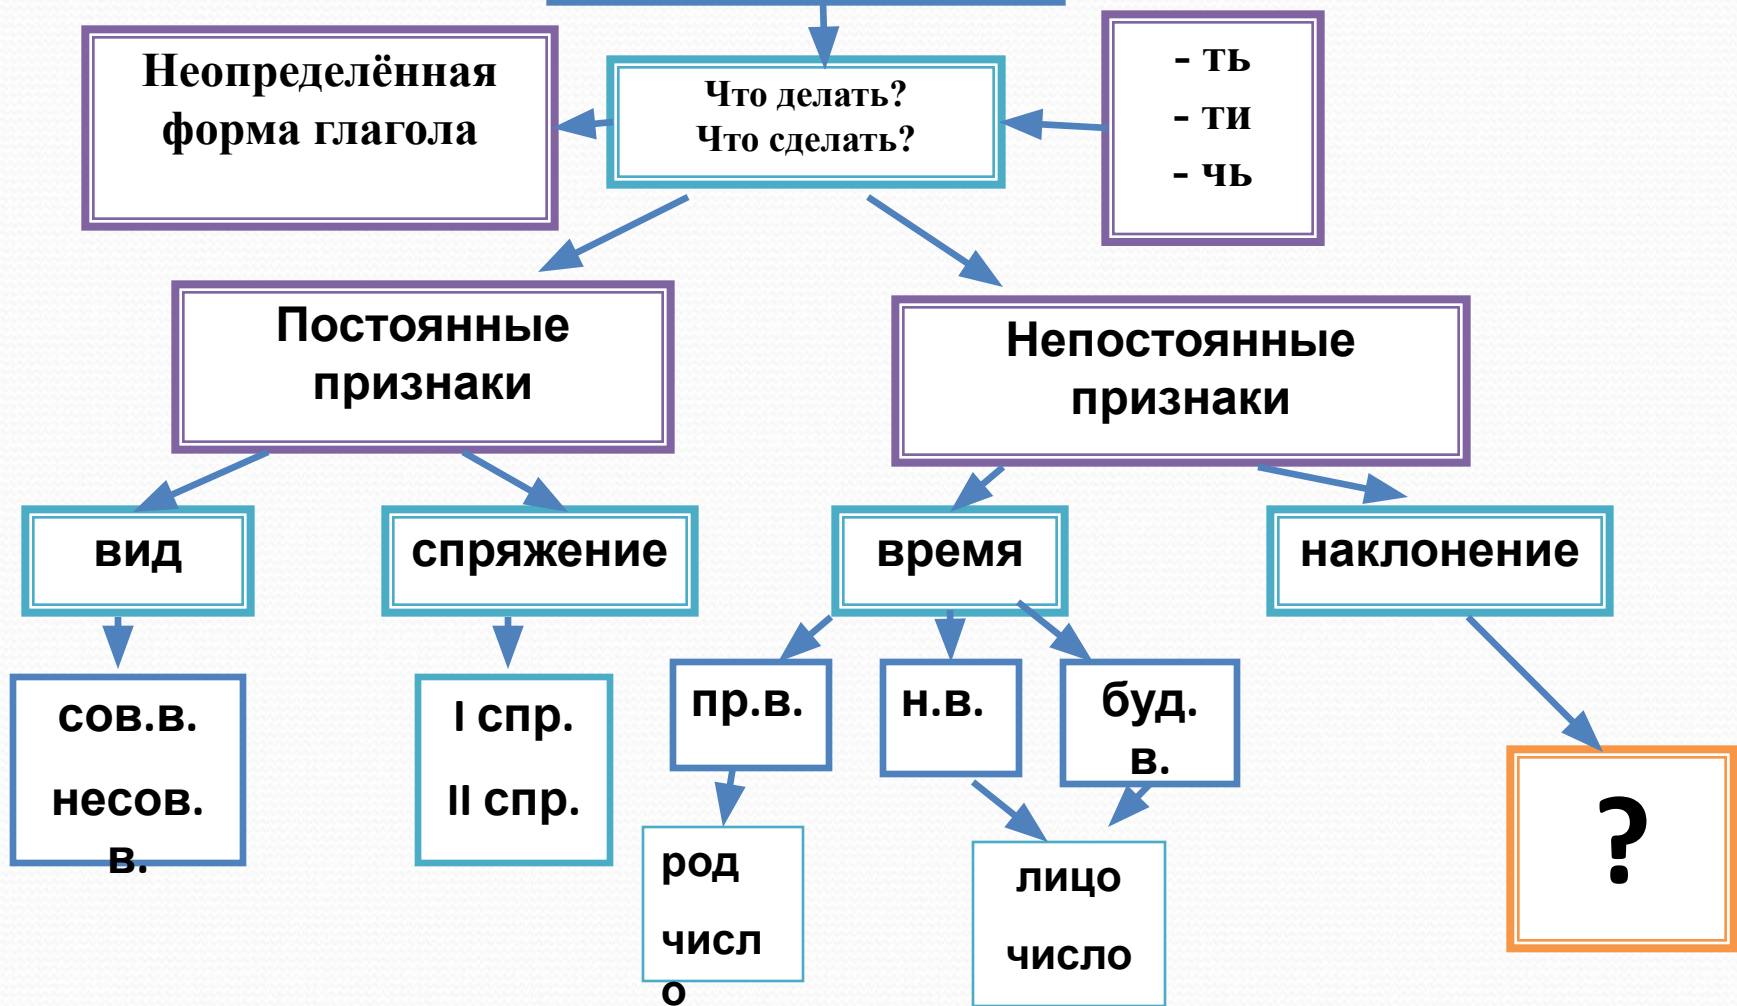 Неопределённая
форма глагола
Что делать?
Что сделать?
- ть
- ти
- чь
Постоянные
признаки
Непостоянные
признаки
вид
спряжение
время
наклонение
сов.в.
несов.
в.
I спр.
II спр.
пр.в.
н.в.
буд.
в.
род
числ
о
лицо
число
?